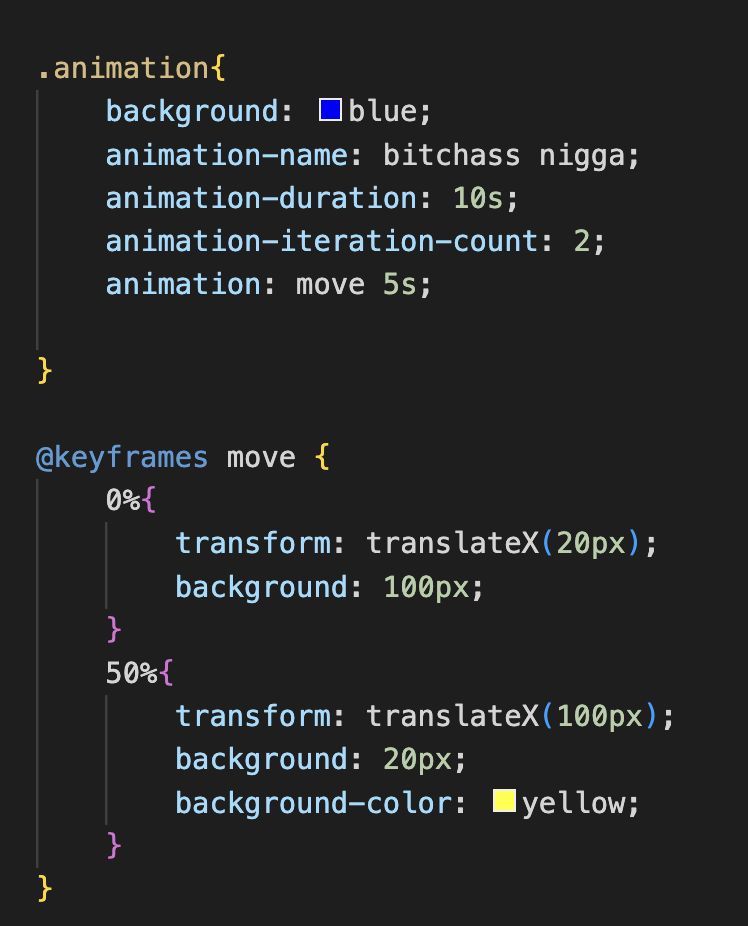 .animation{
background: blue;
animation-name: bitchass nigga;
animation-duration: 10s;
animation-iteration-count: 2;
animation: move 5s;
}
@keyframes move {
0%{
transform: translateX(20px);
background: 100px;
}
50%{
transform: translateX(100px);
background: 20px;
background-color: yellow;
}
}